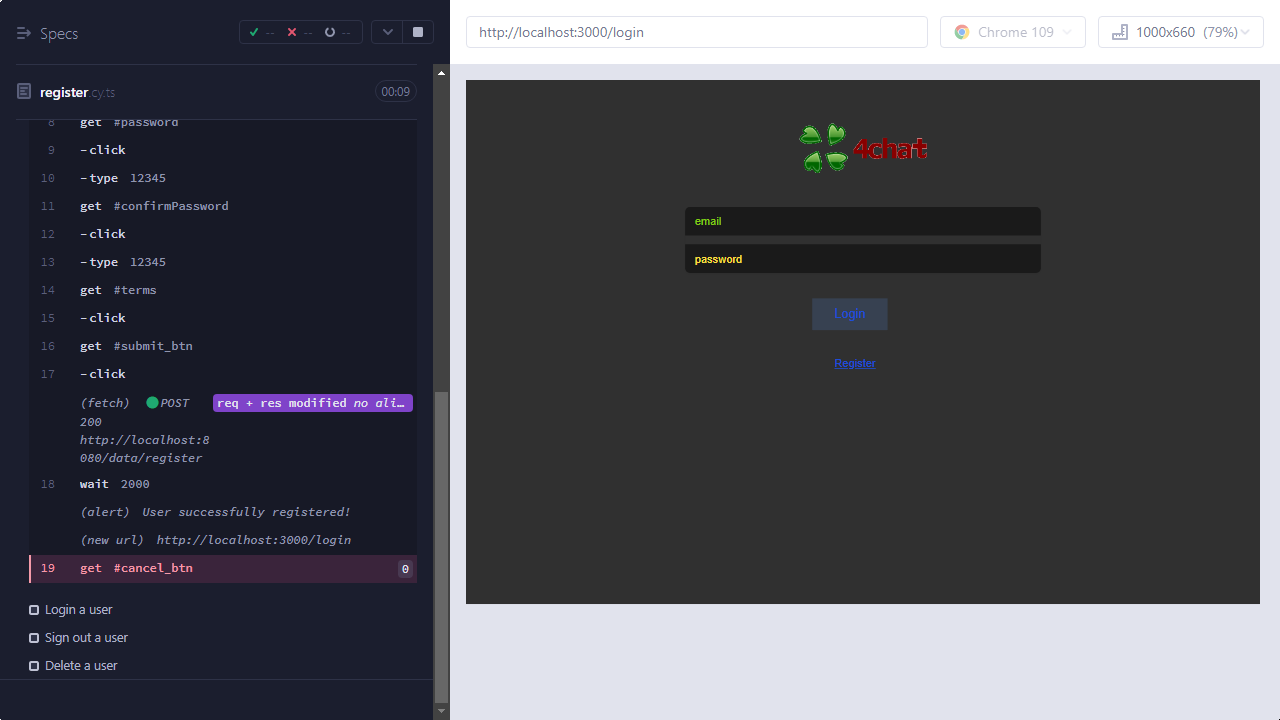 Specs
-- -- --
register.cy.ts
00:09
8 get #password
9 -click
10 -type 12345
11 get #confirmPassword
12 -click
13 -type 12345
14 get #terms
15 -click
16 get #submit_btn
17 -click
(fetch) POST req + res modified no ali…
200
http://localhost:8
080/data/register
18 wait 2000
(alert) User successfully registered!
(new url) http://localhost:3000/login
19 get #cancel_btn 0
Login a user
Sign out a user
Delete a user
http://localhost:3000/login
Chrome 109
1000x660 (79%)
4chat
email
password
Login
Register